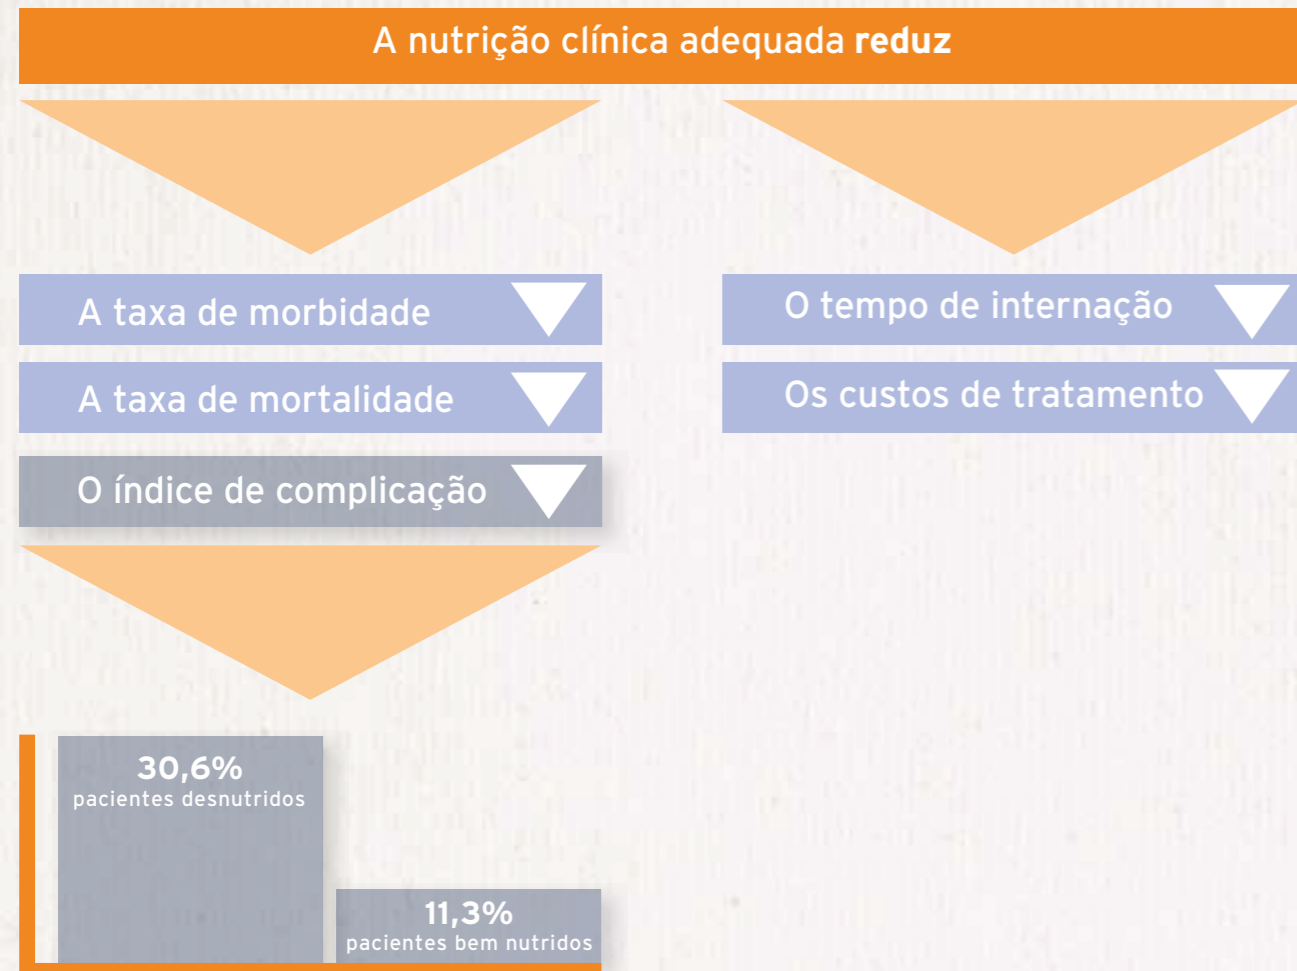 A nutrição clínica adequada reduz
A taxa de morbidade
A taxa de mortalidade
O índice de complicação
30,6%
pacientes desnutridos
11,3%
pacientes bem nutridos
O tempo de internação
Os custos de tratamento